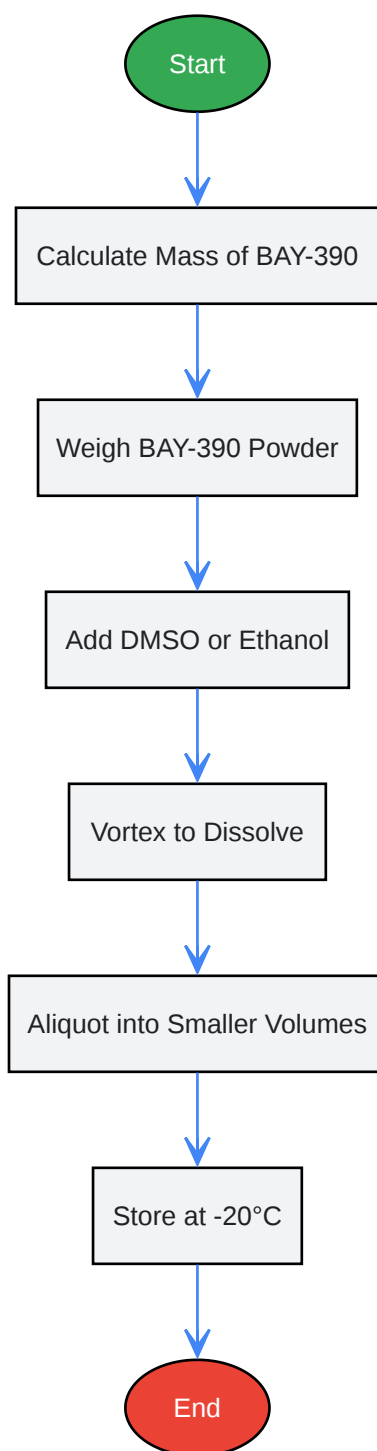 Start
Calculate Mass of BAY-390
Weigh BAY-390 Powder
Add DMSO or Ethanol
Vortex to Dissolve
Aliquot into Smaller Volumes
Store at -20°C
End